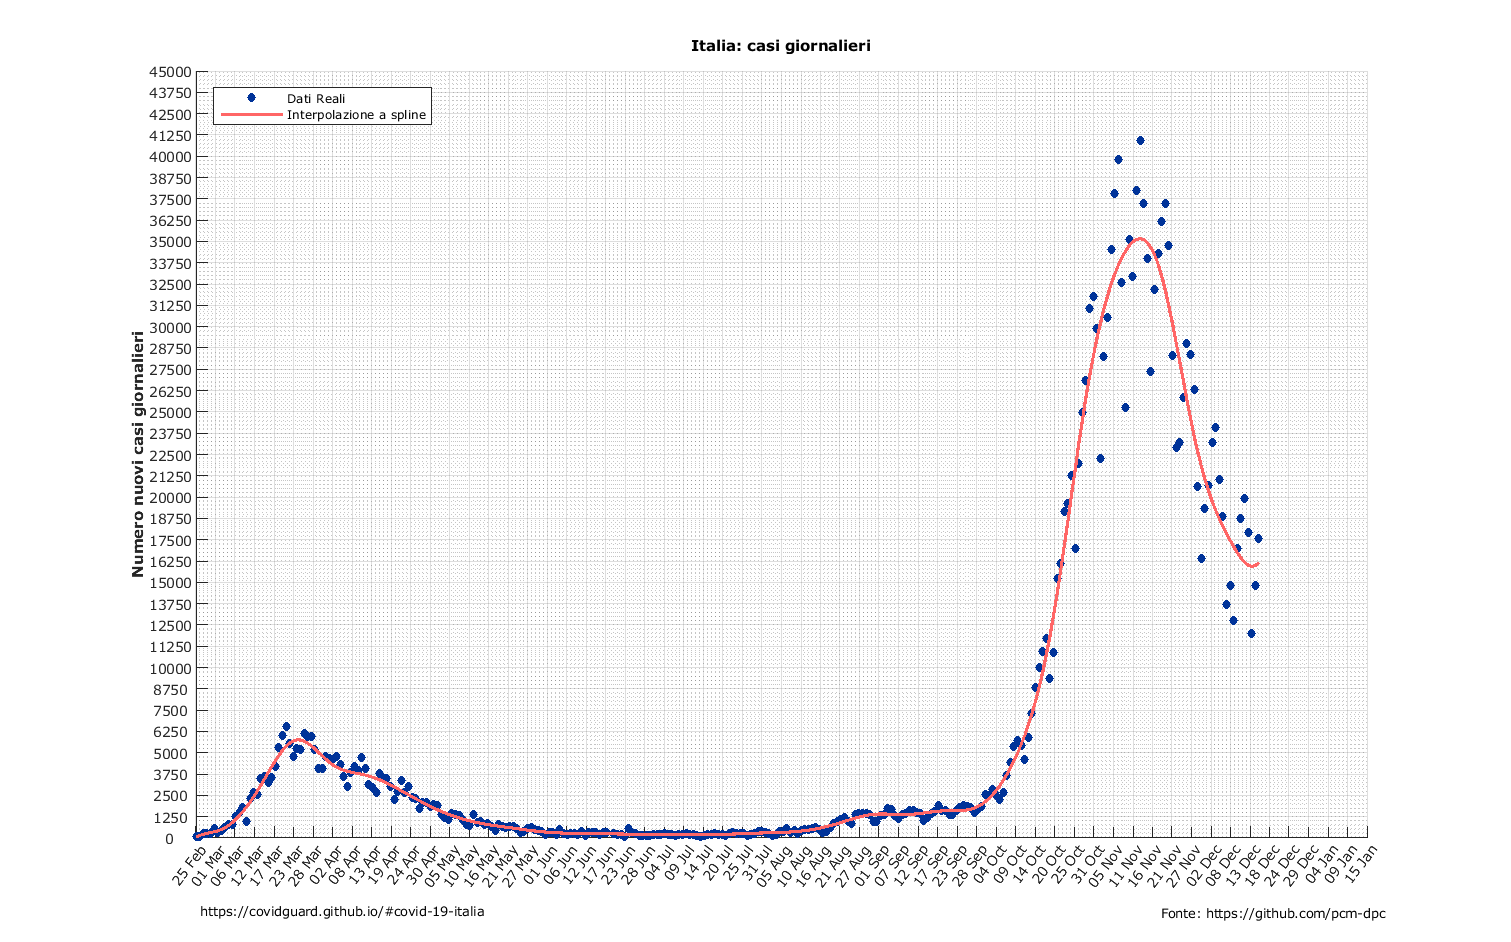 Italia: casi giornalieri
Dati Reali
Interpolazione a spline
Numero nuovi casi giornalieri
45000
43750
42500
41250
40000
38750
37500
36250
35000
33750
32500
31250
30000
28750
27500
26250
25000
23750
22500
21250
20000
18750
17500
16250
15000
13750
12500
11250
10000
8750
7500
6250
5000
3750
2500
1250
0
25 Feb
01 Mar
06 Mar
12 Mar
17 Mar
23 Mar
28 Mar
02 Apr
08 Apr
13 Apr
19 Apr
24 Apr
30 Apr
05 May
10 May
16 May
21 May
27 May
01 Jun
06 Jun
12 Jun
17 Jun
23 Jun
28 Jun
04 Jul
09 Jul
14 Jul
20 Jul
25 Jul
31 Jul
05 Aug
10 Aug
16 Aug
21 Aug
27 Aug
01 Sep
07 Sep
12 Sep
17 Sep
23 Sep
28 Sep
04 Oct
09 Oct
14 Oct
20 Oct
25 Oct
31 Oct
05 Nov
11 Nov
16 Nov
21 Nov
27 Nov
02 Dec
08 Dec
13 Dec
18 Dec
24 Dec
29 Dec
04 Jan
09 Jan
15 Jan
https://covidguard.github.io/#covid-19-italia
Fonte: https://github.com/pcm-dpc